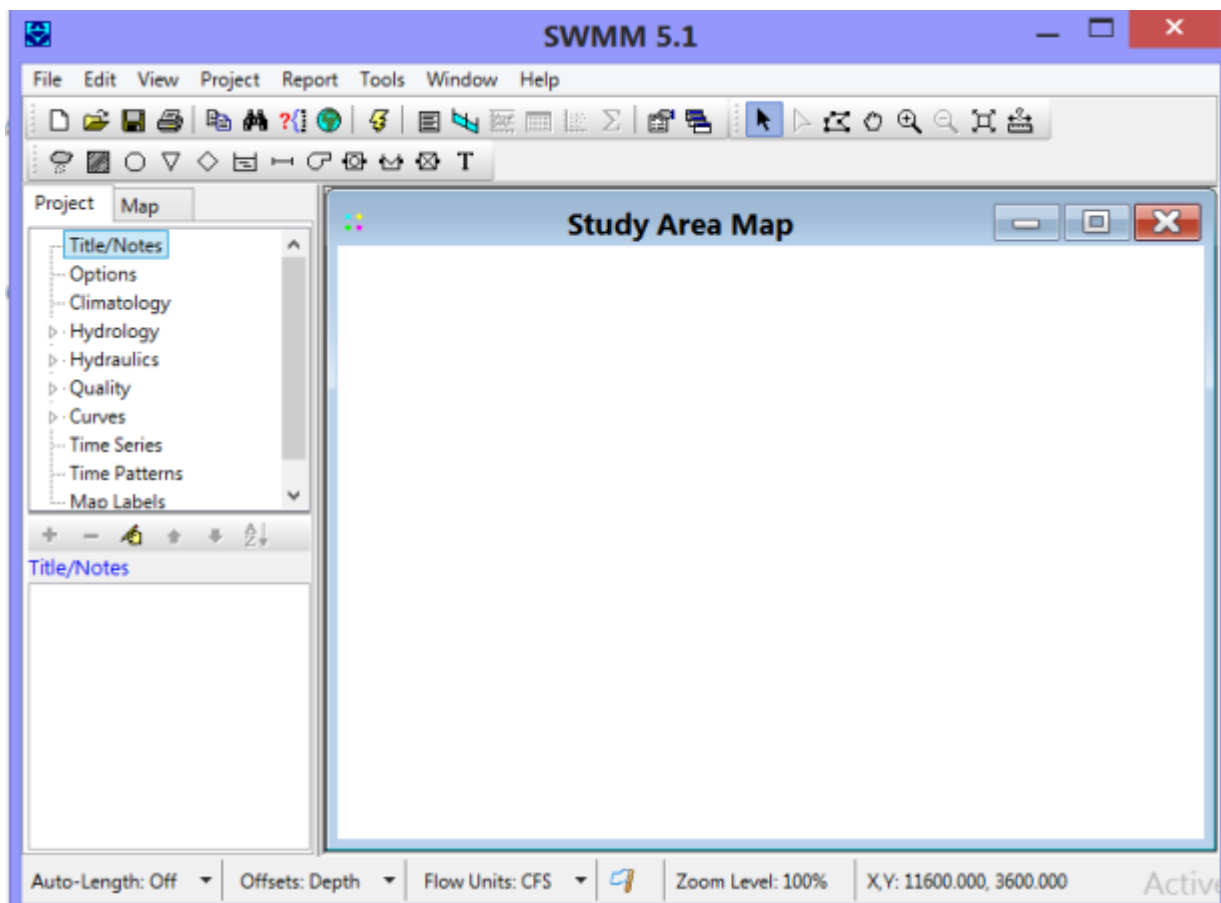 SWMM 5.1
File Edit View Project Report Tools Window Help
T
Project Map
Study Area Map
Title/Notes
Options
Climatology
Hydrology
Hydraulics
Quality
Curves
Time Series
Time Patterns
Map Labels
Title/Notes
Auto-Length: Off Offsets: Depth Flow Units: CFS Zoom Level: 100% X,Y: 11600.000, 3600.000 Active